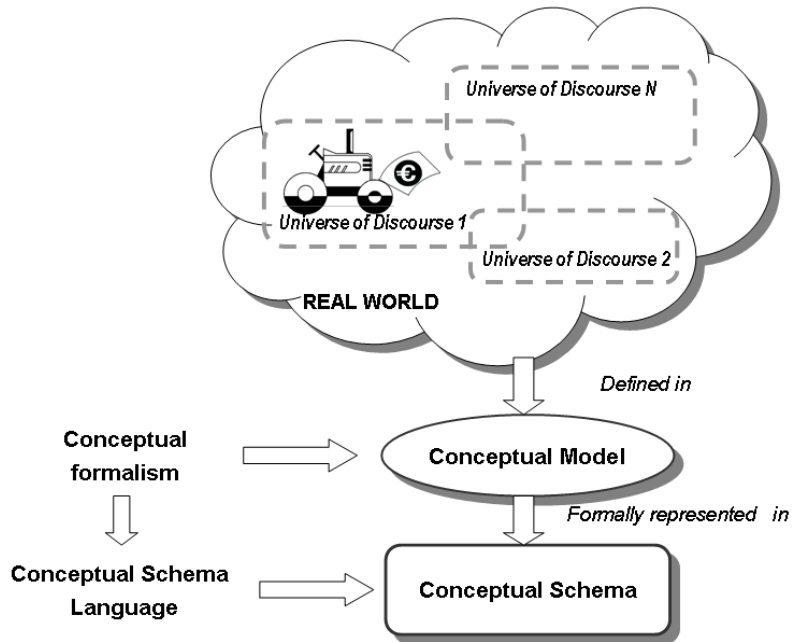 Universe of Discourse N
€
Universe of Discourse 1
Universe of Discourse 2
REAL WORLD
Defined in
Conceptual
formalism
Conceptual Model
Formally represented in
Conceptual Schema
Language
Conceptual Schema